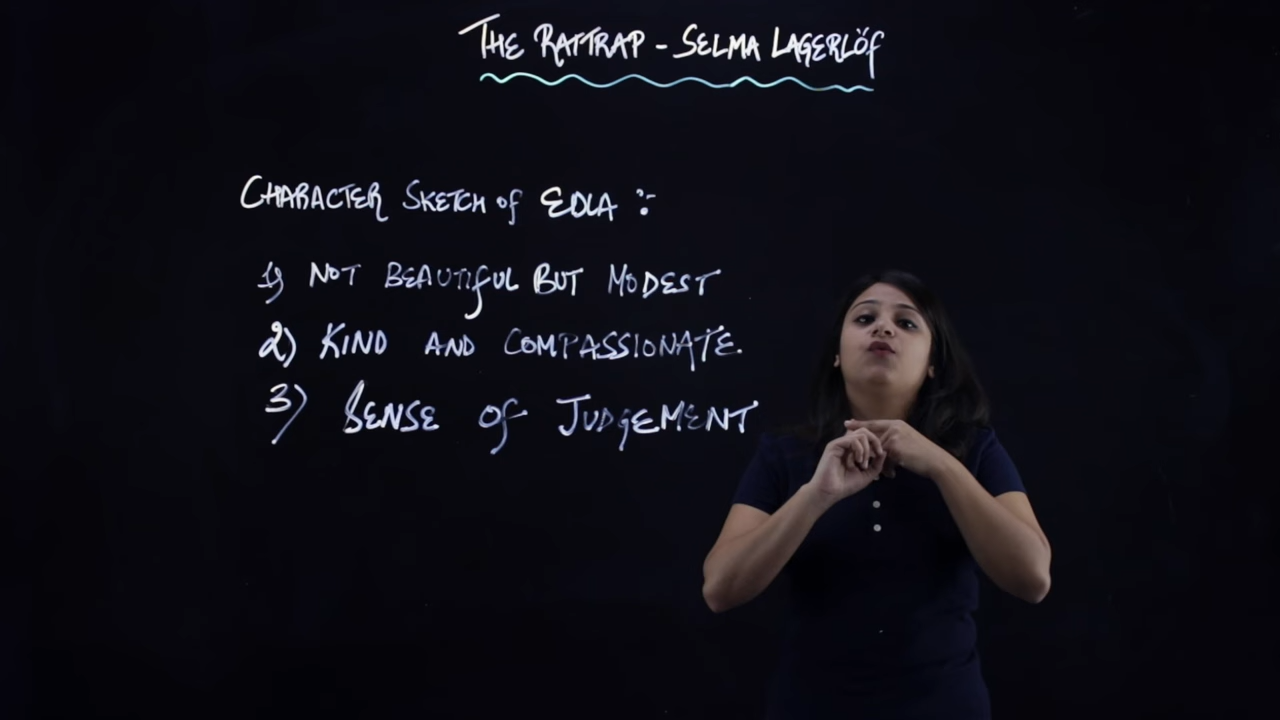 THE RATTRAP - SELMA LAGERLÖF
CHARACTER SKETCH of EDLA :-
1) NOT BEAUTIFUL BUT MODEST
2) KIND AND COMPASSIONATE.
3) SENSE of JUDGEMENT